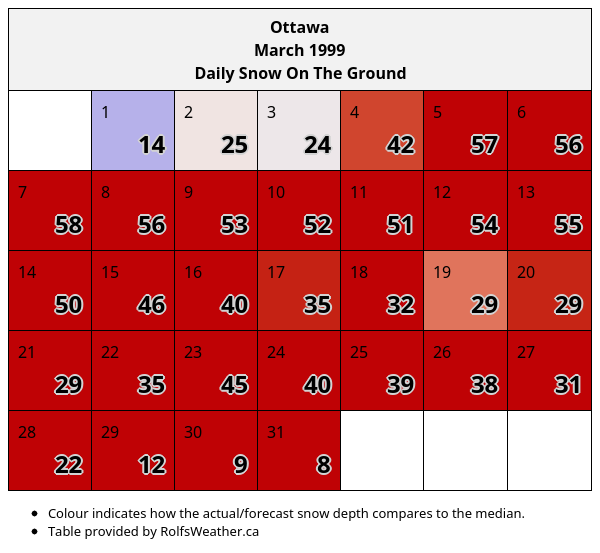 Ottawa
March 1999
Daily Snow On The Ground
1 2 3 4 5 6
14 25 24 42 57 56
7 8 9 10 11 12 13
58 56 53 52 51 54 55
14 15 16 17 18 19 20
50 46 40 35 32 29 29
21 22 23 24 25 26 27
29 35 45 40 39 38 31
28 29 30 31
22 12 9 8
• Colour indicates how the actual/forecast snow depth compares to the median.
• Table provided by RolfsWeather.ca